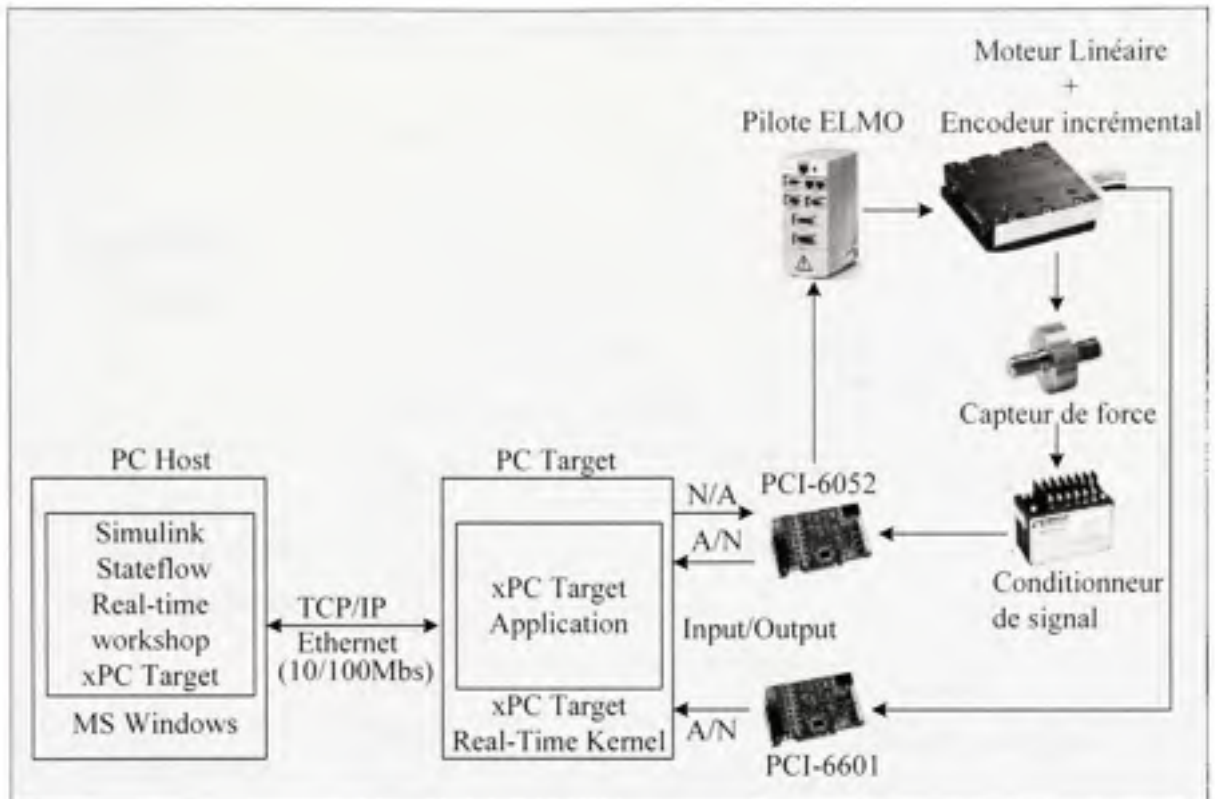 Moteur Linéaire
+
Encodeur incrémental
Pilote ELMO
Capteur de force
Conditionneur
de signal
PC Host
Simulink
Stateflow
Real-time
workshop
xPC Target
MS Windows
TCP/IP
Ethernet
(10/100Mbs)
PC Target
xPC Target
Application
xPC Target
Real-Time Kernel
N/A
A/N
PCI-6052
Input/Output
A/N
PCI-6601